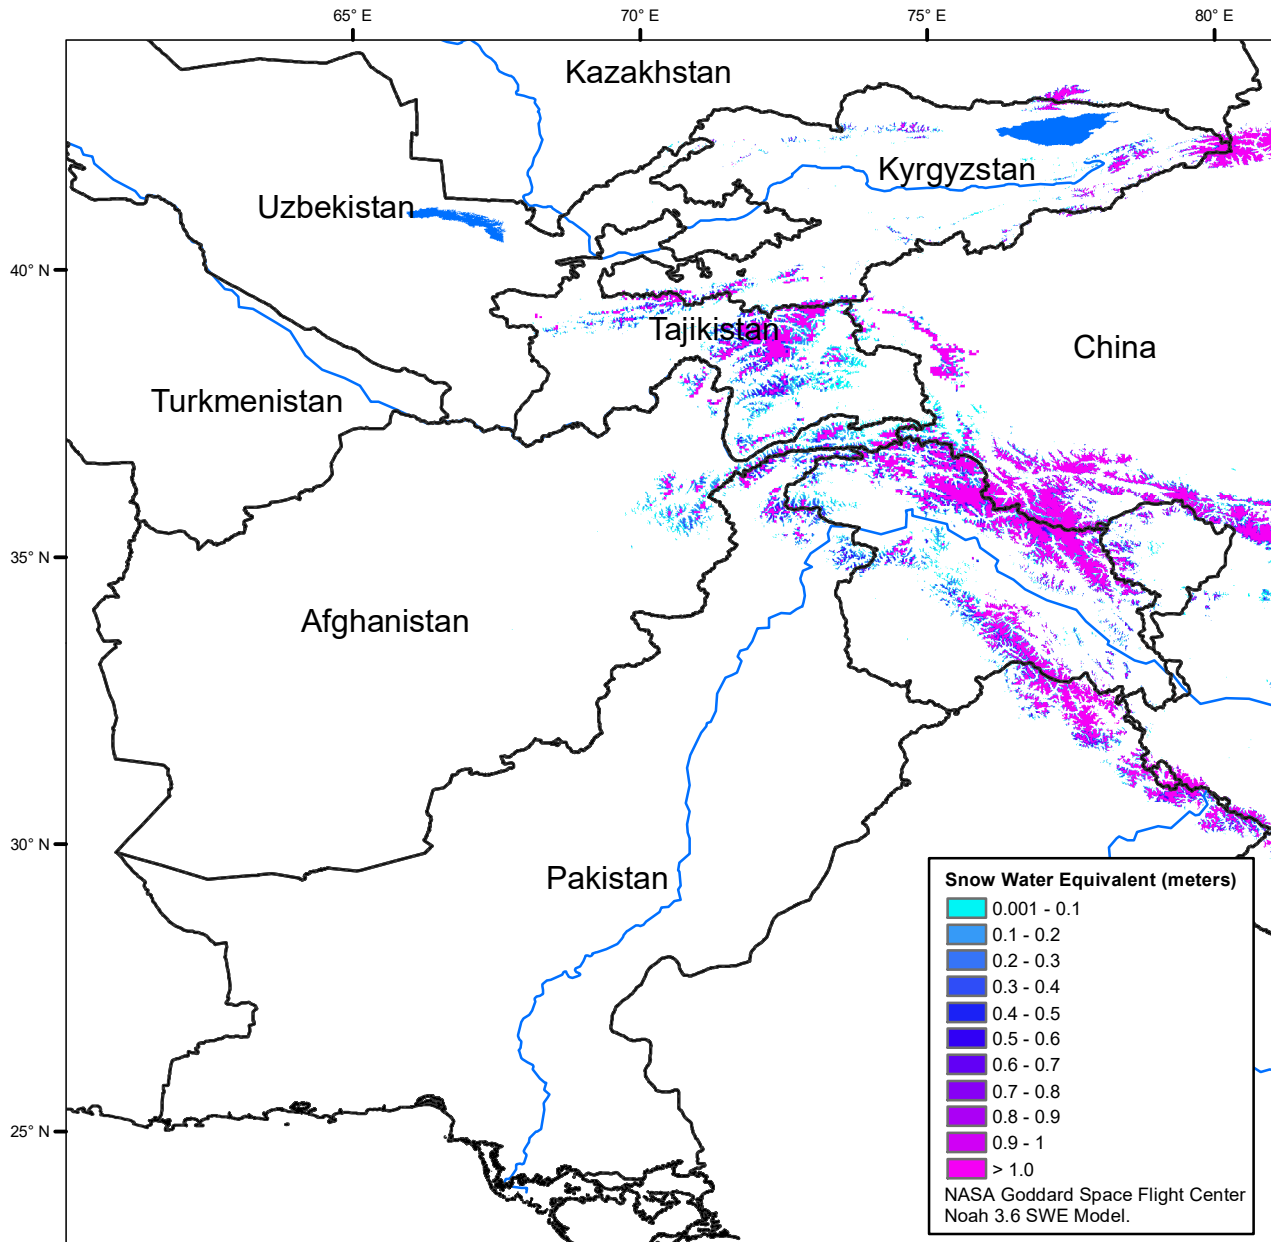 65° E
70° E
75° E
80° E
Kazakhstan
Kyrgyzstan
Uzbekistan
40° N
Tajikistan
China
Turkmenistan
35° N
Afghanistan
30° N
Pakistan
25° N
Snow Water Equivalent (meters)
0.001 - 0.1
0.1 - 0.2
0.2 - 0.3
0.3 - 0.4
0.4 - 0.5
0.5 - 0.6
0.6 - 0.7
0.7 - 0.8
0.8 - 0.9
0.9 - 1
> 1.0
NASA Goddard Space Flight Center
Noah 3.6 SWE Model.